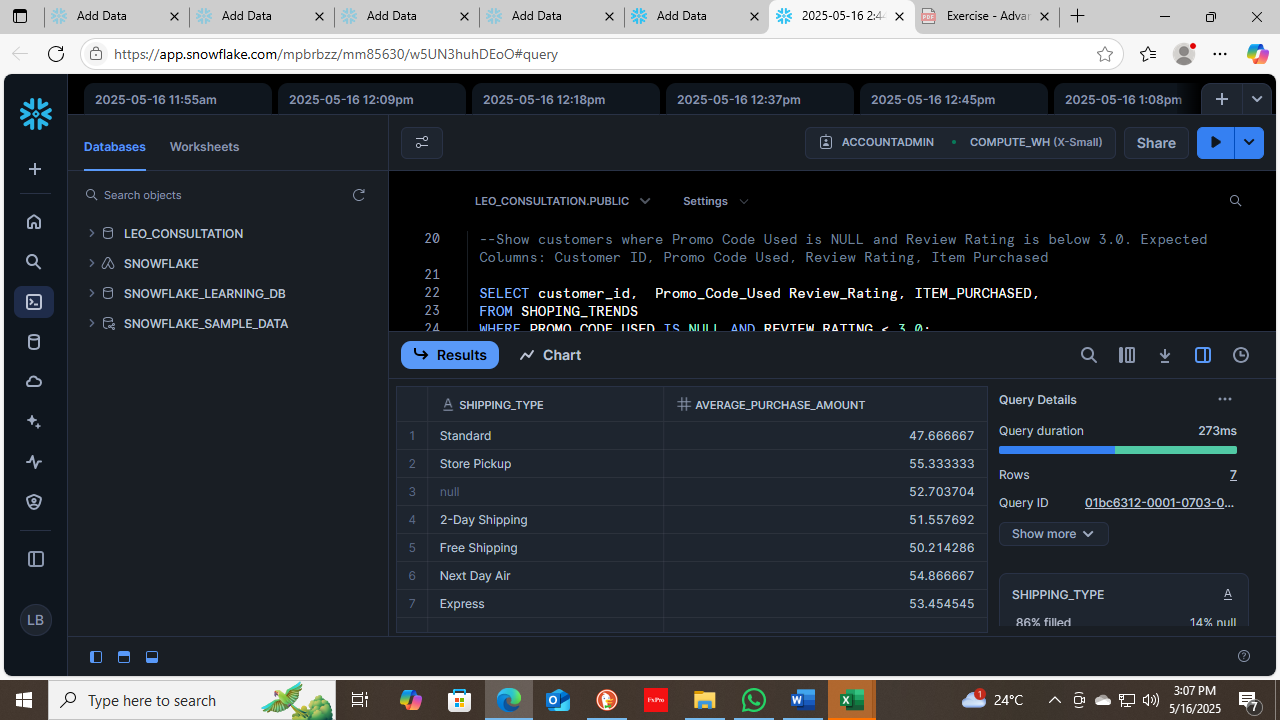 Add Data
Add Data
Add Data
Add Data
Add Data
2025-05-16 2:44
Exercise - Advan
https://app.snowflake.com/mpbrbzz/mm85630/w5UN3huhDEoO#query
2025-05-16 11:55am
2025-05-16 12:09pm
2025-05-16 12:18pm
2025-05-16 12:37pm
2025-05-16 12:45pm
2025-05-16 1:08pm
Databases
Worksheets
ACCOUNTADMIN
COMPUTE_WH (X-Small)
Share
Search objects
LEO_CONSULTATION
SNOWFLAKE
SNOWFLAKE_LEARNING_DB
SNOWFLAKE_SAMPLE_DATA
LB
LEO_CONSULTATION.PUBLIC
Settings
20 --Show customers where Promo Code Used is NULL and Review Rating is below 3.0. Expected
Columns: Customer ID, Promo Code Used, Review Rating, Item Purchased
21
22 SELECT customer_id,  Promo_Code_Used Review_Rating, ITEM_PURCHASED,
23 FROM SHOPING_TRENDS
24 WHERE PROMO_CODE_USED IS NULL AND REVIEW_RATING < 3.0;
Results
Chart
SHIPPING_TYPE AVERAGE_PURCHASE_AMOUNT
1 Standard 47.666667
2 Store Pickup 55.333333
3 null 52.703704
4 2-Day Shipping 51.557692
5 Free Shipping 50.214286
6 Next Day Air 54.866667
7 Express 53.454545
Query Details
Query duration 273ms
Rows 7
Query ID 01bc6312-0001-0703-0...
Show more
SHIPPING_TYPE A
86% filled 14% null
Type here to search
FxPro
1
24°C
3:07 PM
5/16/2025
7